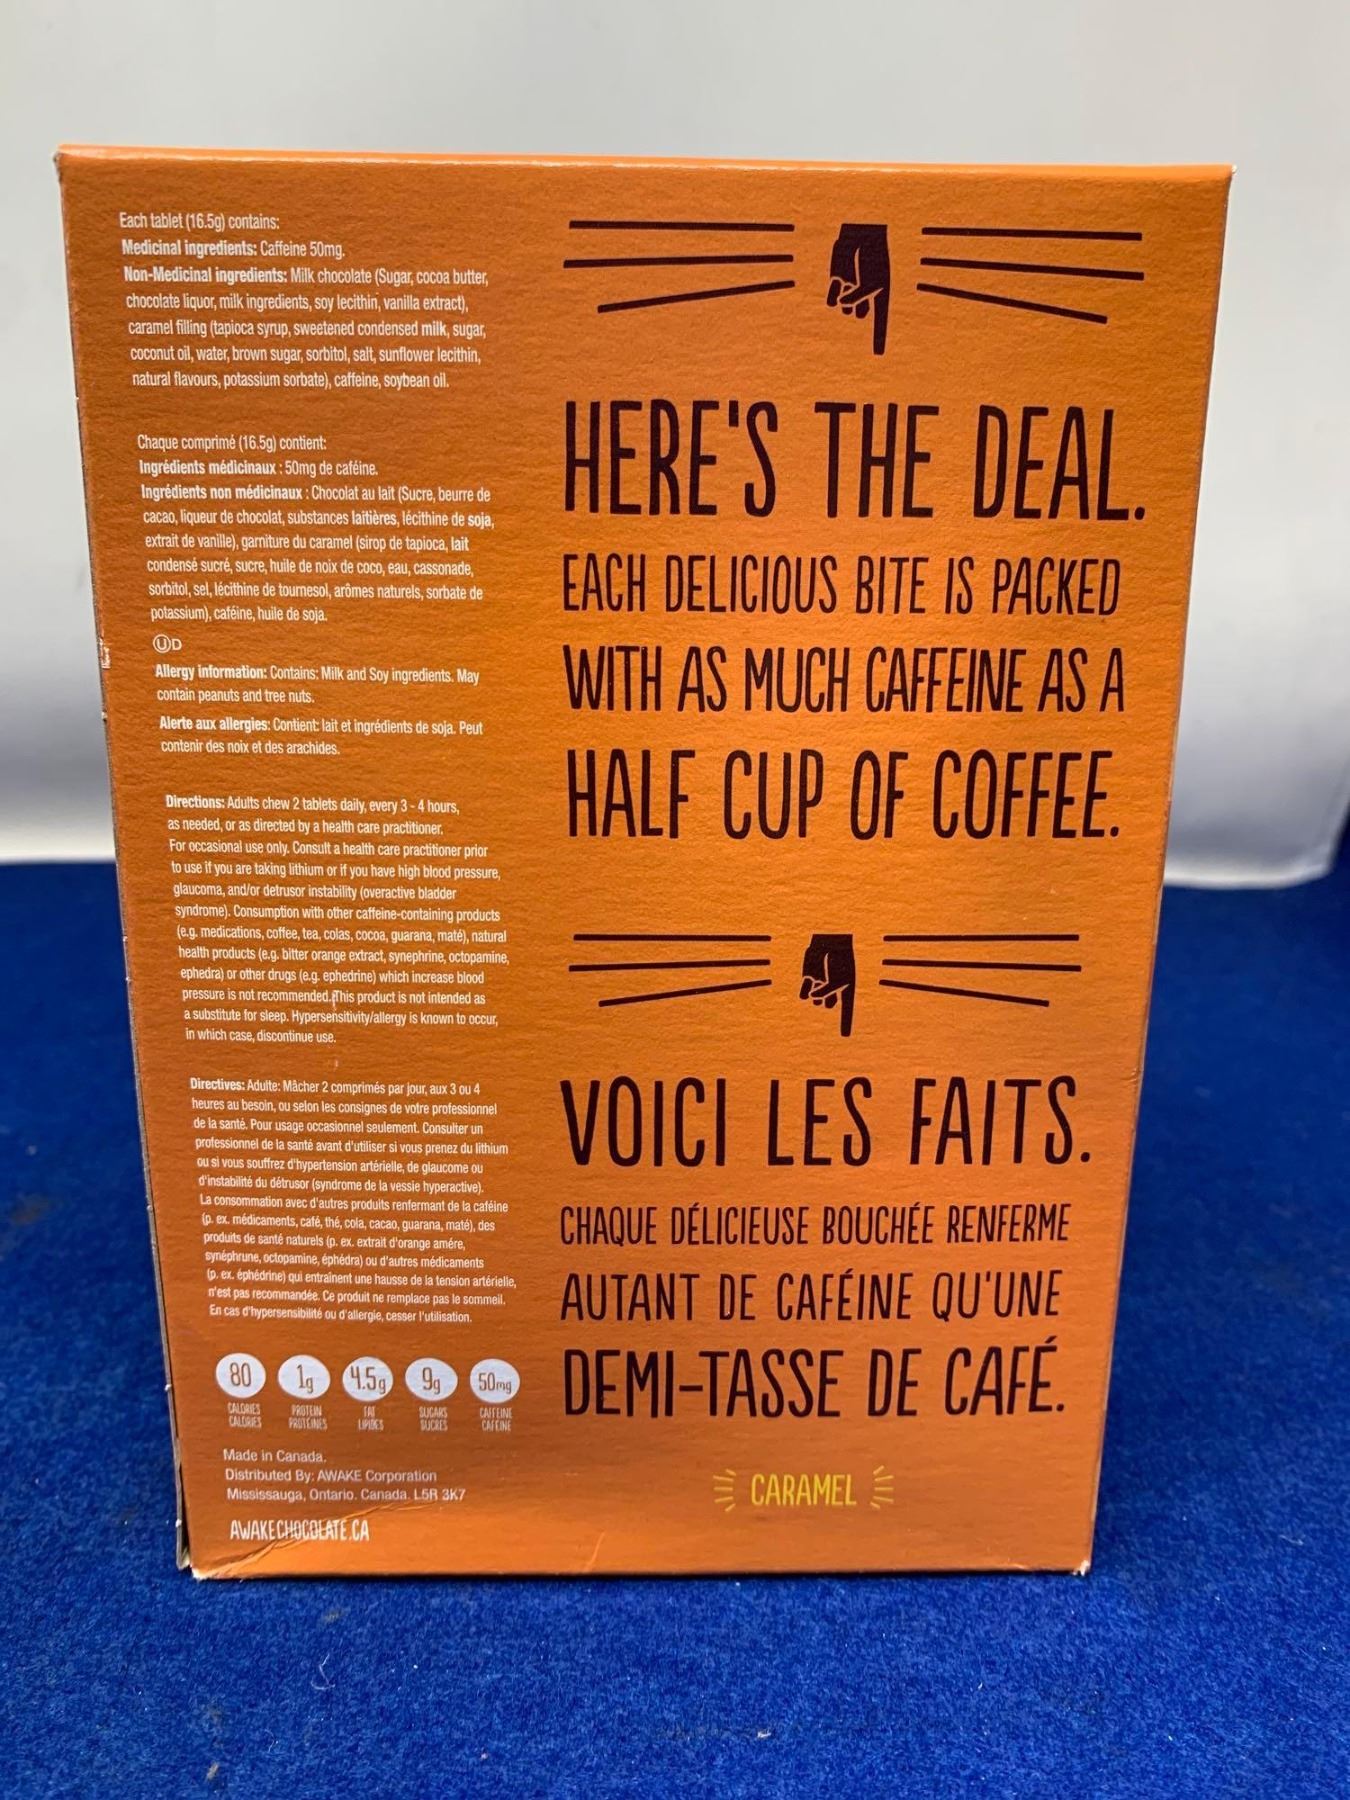 Each tablet (16.5g) contains:
Medicinal ingredients: Caffeine 50mg.
Non-Medicinal ingredients: Milk chocolate (Sugar, cocoa butter,
chocolate liquor, milk ingredients, soy lecithin, vanilla extract),
caramel filling (tapioca syrup, sweetened condensed milk, sugar,
coconut oil, water, brown sugar, sorbitol, salt, sunflower lecithin,
natural flavours, potassium sorbate), caffeine, soybean oil.
Chaque comprimé (16.5g) contient:
Ingrédients médicinaux : 50mg de caféine.
Ingrédients non médicinaux : Chocolat au lait (Sucre, beurre de
cacao, liqueur de chocolat, substances laitières, lécithine de soja,
extrait de vanille), garniture du caramel (sirop de tapioca, lait
condensé sucré, sucre, huile de noix de coco, eau, cassonade,
sorbitol, sel, lécithine de tournesol, arômes naturels, sorbate de
potassium), caféine, huile de soja.
Ⓤ D
Allergy information: Contains: Milk and Soy ingredients. May
contain peanuts and tree nuts.
Alerte aux allergies: Contient: lait et ingrédients de soja. Peut
contenir des noix et des arachides.
Directions: Adults chew 2 tablets daily, every 3 - 4 hours,
as needed, or as directed by a health care practitioner.
For occasional use only. Consult a health care practitioner prior
to use if you are taking lithium or if you have high blood pressure,
glaucoma, and/or detrusor instability (overactive bladder
syndrome). Consumption with other caffeine-containing products
(e.g. medications, coffee, tea, colas, cocoa, guarana, maté), natural
health products (e.g. bitter orange extract, synephrine, octopamine,
ephedra) or other drugs (e.g. ephedrine) which increase blood
pressure is not recommended. This product is not intended as
a substitute for sleep. Hypersensitivity/allergy is known to occur,
in which case, discontinue use.
Directives: Adulte: Mâcher 2 comprimés par jour, aux 3 ou 4
heures au besoin, ou selon les consignes de votre professionnel
de la santé. Pour usage occasionnel seulement. Consulter un
professionnel de la santé avant d'utiliser si vous prenez du lithium
ou si vous souffrez d'hypertension artérielle, de glaucome ou
d'instabilité du détrusor (syndrome de la vessie hyperactive).
La consommation avec d'autres produits renfermant de la caféine
(p. ex. médicaments, café, thé, cola, cacao, guarana, maté), des
produits de santé naturels (p. ex. extrait d'orange amère,
synéphrune, octopamine, éphédra) ou d'autres médicaments
(p. ex. éphédrine) qui entraînent une hausse de la tension artérielle,
n'est pas recommandée. Ce produit ne remplace pas le sommeil.
En cas d'hypersensibilité ou d'allergie, cesser l'utilisation.
80 1g 4.5g 9g 50mg
CALORIES PROTEIN FAT SUGARS CAFFEINE
CALORIES PROTÉINES LIPIDES SUCRES CAFÉINE
Made in Canada.
Distributed By: AWAKE Corporation
Mississauga, Ontario. Canada. L5R 3K7
AWAKECHOCOLATE.CA
HERE'S THE DEAL.
EACH DELICIOUS BITE IS PACKED
WITH AS MUCH CAFFEINE AS A
HALF CUP OF COFFEE.
VOICI LES FAITS.
CHAQUE DÉLICIEUSE BOUCHÉE RENFERME
AUTANT DE CAFÉINE QU'UNE
DEMI-TASSE DE CAFÉ.
CARAMEL